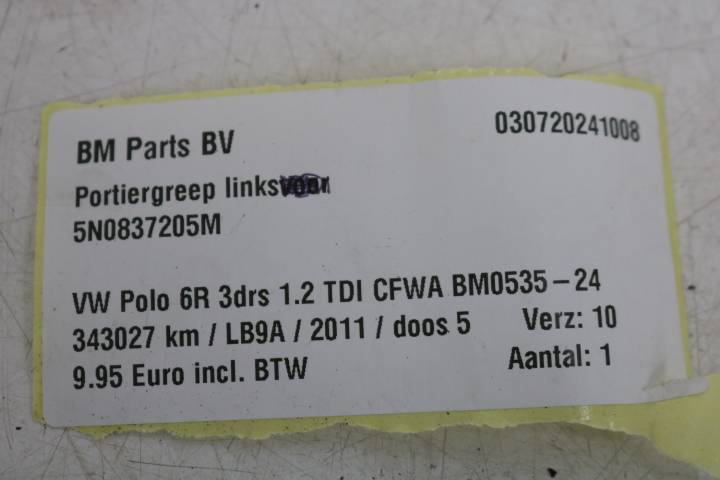 BM Parts BV
030720241008
Portiergreep links
5N0837205M
VW Polo 6R 3drs 1.2 TDI CFWA BM0535-24
343027 km / LB9A / 2011 / doos 5
Verz: 10
9.95 Euro incl. BTW
Aantal: 1